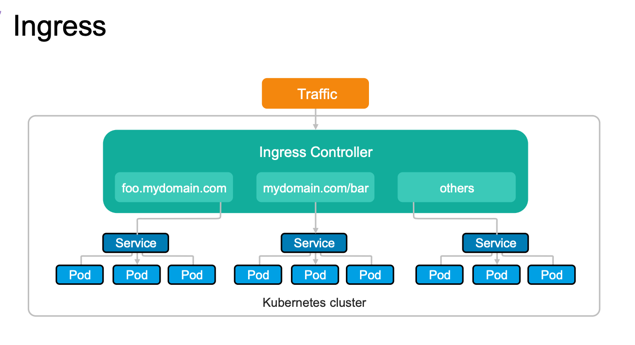 Ingress
Traffic
Ingress Controller
foo.mydomain.com mydomain.com/bar others
Service Service Service
Pod Pod Pod Pod Pod Pod Pod Pod Pod
Kubernetes cluster